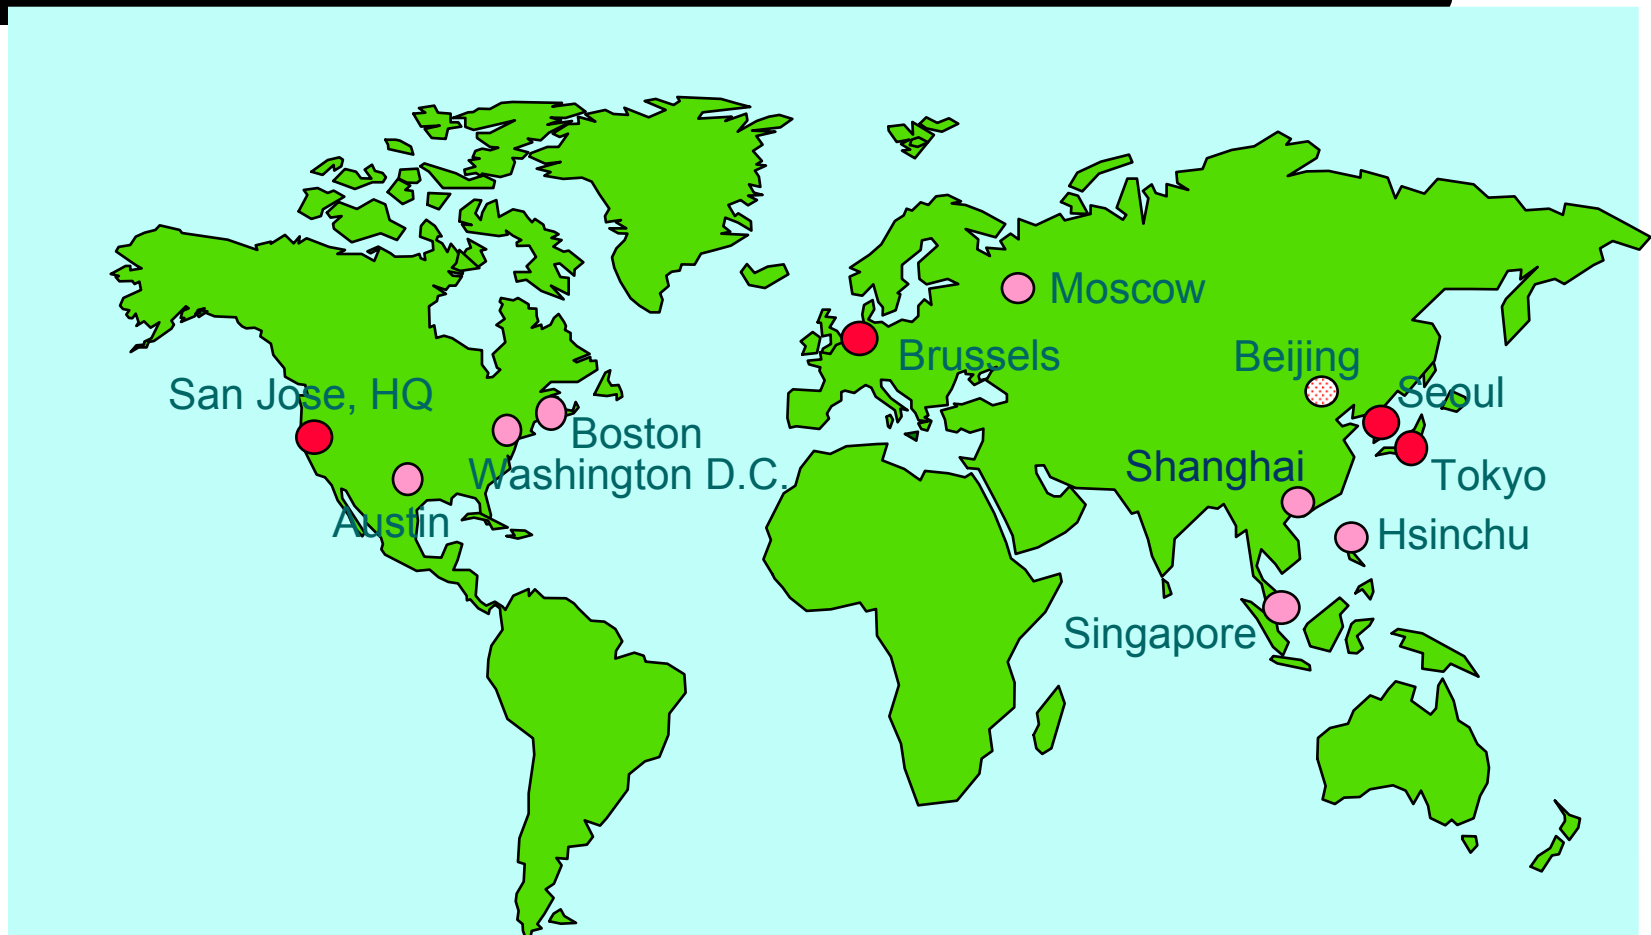 Moscow
Brussels
Beijing
San Jose, HQ
Seoul
Boston
Washington D.C.
Shanghai
Tokyo
Austin
Hsinchu
Singapore